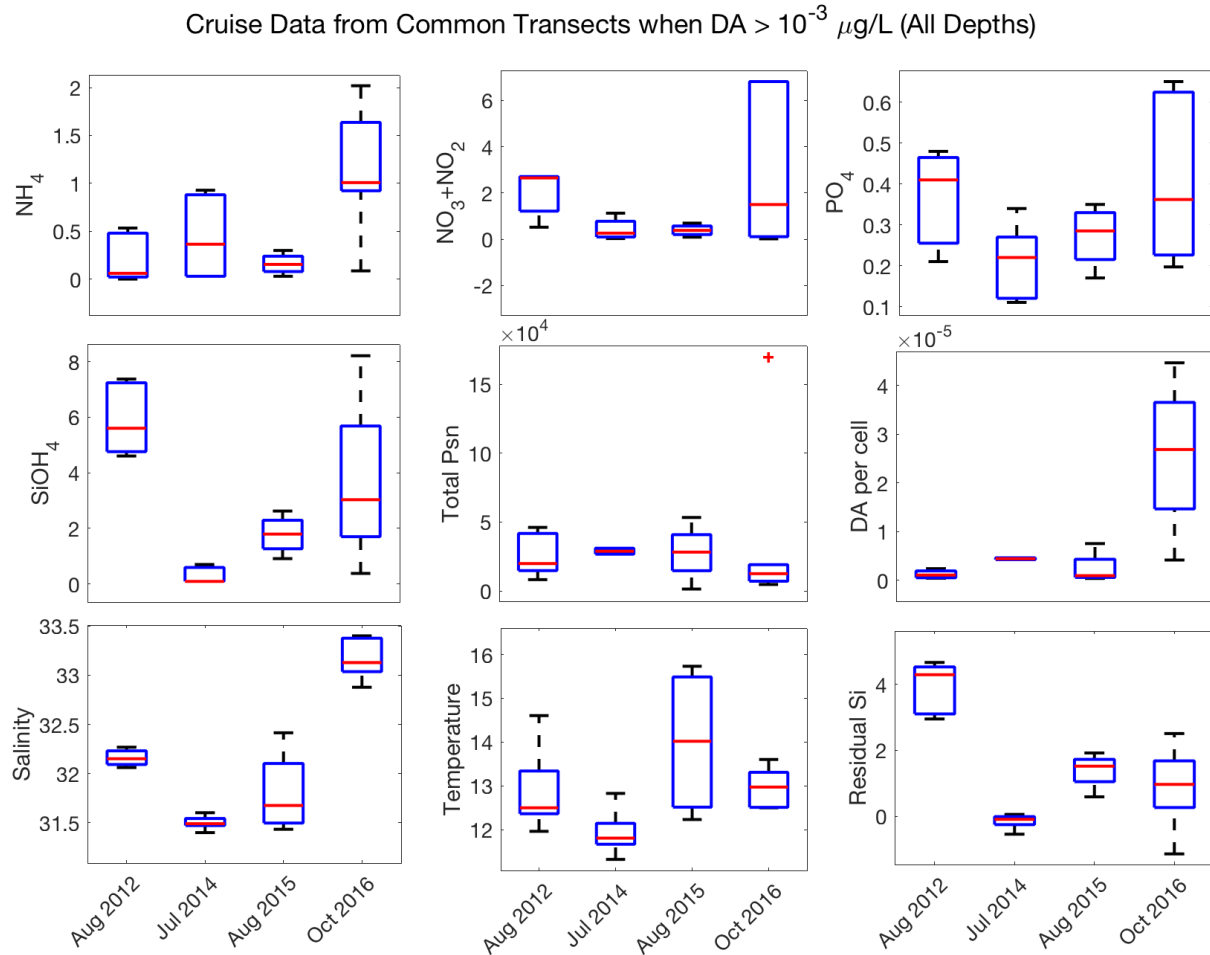 Cruise Data from Common Transects when DA > 10⁻³ μg/L (All Depths)
NH₄
2
1.5
1
0.5
0
NO₃+NO₂
6
4
2
0
-2
PO₄
0.6
0.5
0.4
0.3
0.2
0.1
SiOH₄
8
6
4
2
0
×10⁴
Total Psn
15
10
5
0
×10⁻⁵
DA per cell
4
3
2
1
0
Salinity
33.5
33
32.5
32
31.5
Temperature
16
15
14
13
12
Residual Si
4
2
0
Aug 2012
Jul 2014
Aug 2015
Oct 2016
Aug 2012
Jul 2014
Aug 2015
Oct 2016
Aug 2012
Jul 2014
Aug 2015
Oct 2016